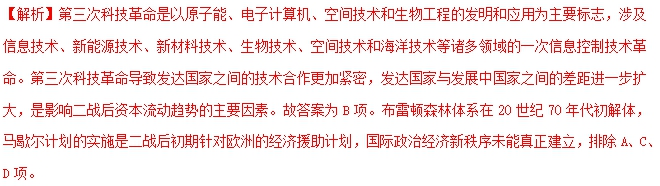 【解析】第三次科技革命是以原子能、电子计算机、空间技术和生物工程的发明和应用为主要标志，涉及
信息技术、新能源技术、新材料技术、生物技术、空间技术和海洋技术等诸多领域的一次信息控制技术革
命。第三次科技革命导致发达国家之间的技术合作更加紧密，发达国家与发展中国家之间的差距进一步扩
大，是影响二战后资本流动趋势的主要因素。故答案为 B 项。布雷顿森林体系在 20 世纪 70 年代初解体，
马歇尔计划的实施是二战后初期针对欧洲的经济援助计划，国际政治经济新秩序未能真正建立，排除 A、C、
D 项。